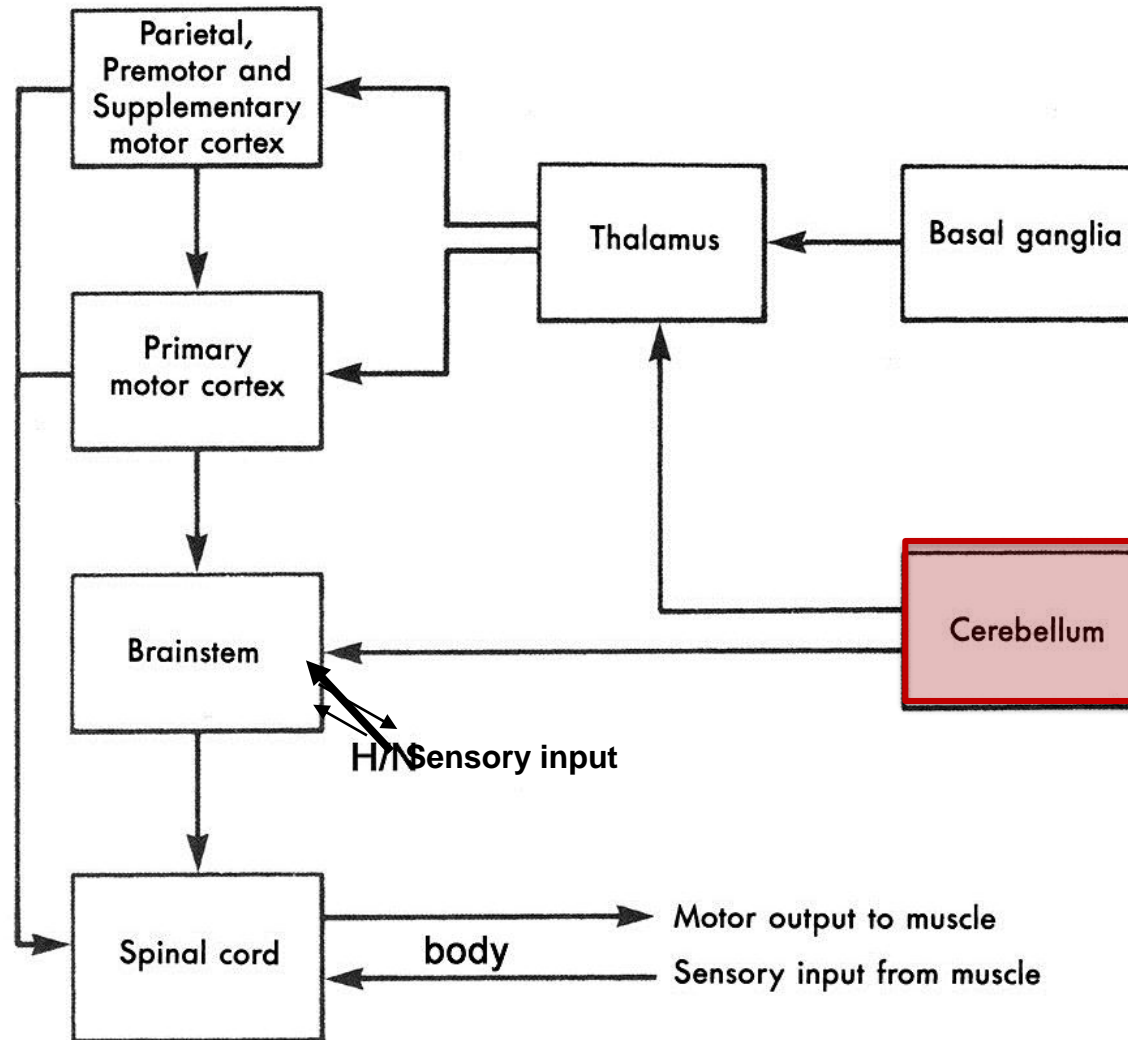 Parietal,
Premotor and
Supplementary
motor cortex
Thalamus
Basal ganglia
Primary
motor cortex
Cerebellum
Brainstem
H/N Sensory input
Spinal cord
body
Motor output to muscle
Sensory input from muscle